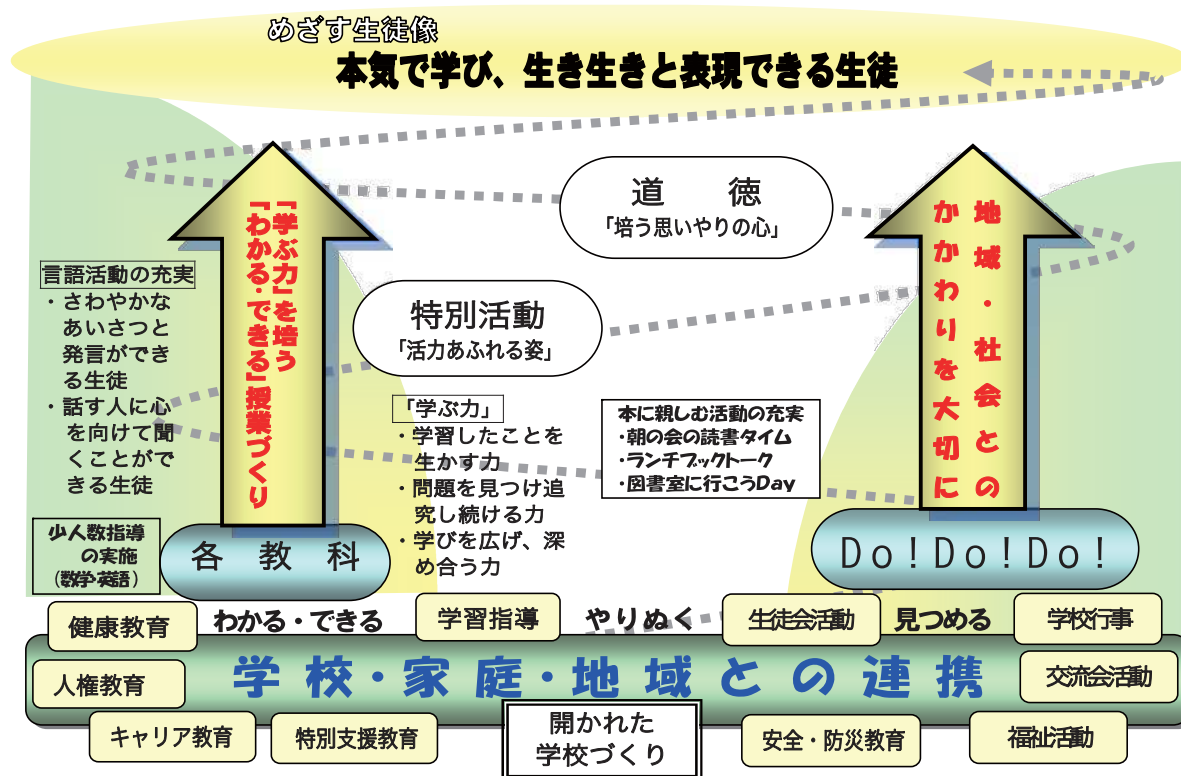 めざす生徒像
本気で学び、生き生きと表現できる生徒
道　徳
「培う思いやりの心」
特別活動
「活力あふれる姿」
「学ぶ力」を培う
「わかる・できる」授業づくり
地域・社会との
かかわりを大切に
言語活動の充実
・さわやかな
あいさつと
発言ができ
る生徒
・話す人に心
を向けて聞
くことがで
きる生徒
「学ぶ力」
・学習したことを
生かす力
・問題を見つけ追
究し続ける力
・学びを広げ、深
め合う力
本に親しむ活動の充実
・朝の会の読書タイム
・ランチブックトーク
・図書室に行こうDay
少人数指導
の実施
（数学・英語）
各　教　科
Do！Do！Do！
健康教育
わかる・できる
学習指導
やりぬく
生徒会活動
見つめる
学校行事
人権教育
学校・家庭・地域との連携
交流会活動
キャリア教育
特別支援教育
開かれた
学校づくり
安全・防災教育
福祉活動